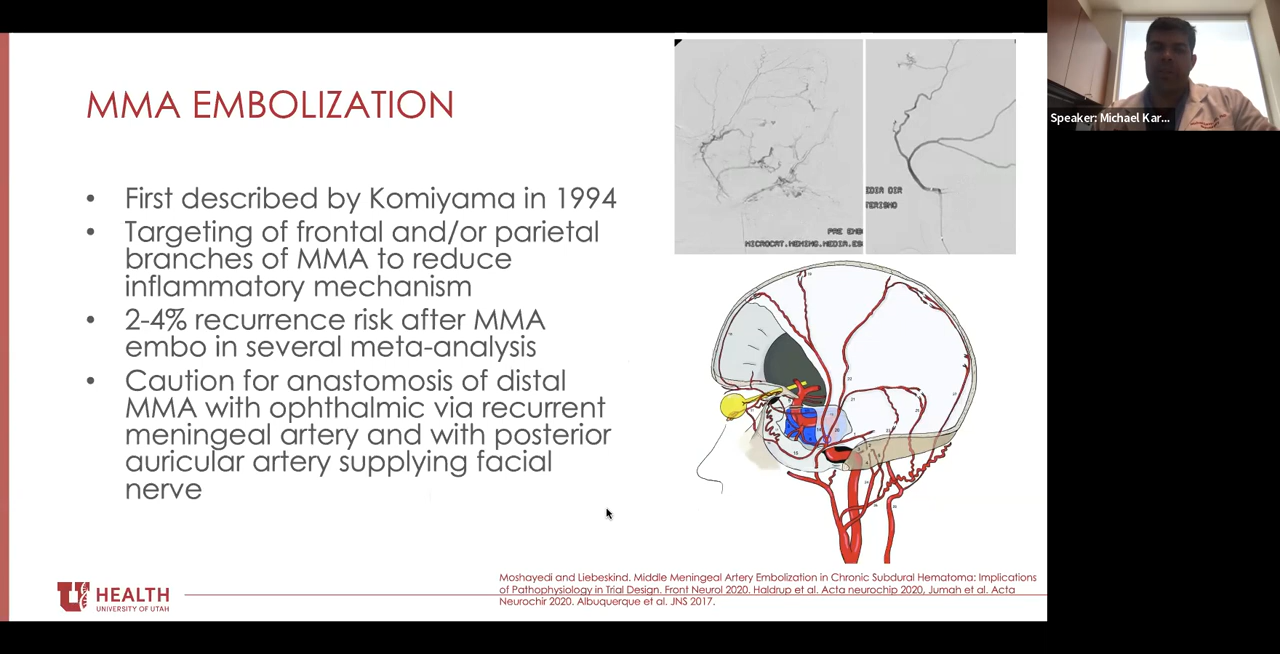 MMA EMBOLIZATION
• First described by Komiyama in 1994
• Targeting of frontal and/or parietal
branches of MMA to reduce
inflammatory mechanism
• 2-4% recurrence risk after MMA
embo in several meta-analysis
• Caution for anastomosis of distal
MMA with ophthalmic via recurrent
meningeal artery and with posterior
auricular artery supplying facial
nerve
PRE EMB
MICROCAT.MENING.MEDIA.ES
EDIA DIR
TERISMO
Speaker: Michael Kar...
U HEALTH
UNIVERSITY OF UTAH
Moshayedi and Liebeskind. Middle Meningeal Artery Embolization in Chronic Subdural Hematoma: Implications
of Pathophysiology in Trial Design. Front Neurol 2020. Haldrup et al. Acta neurochip 2020, Jumah et al. Acta
Neurochir 2020. Albuquerque et al. JNS 2017.